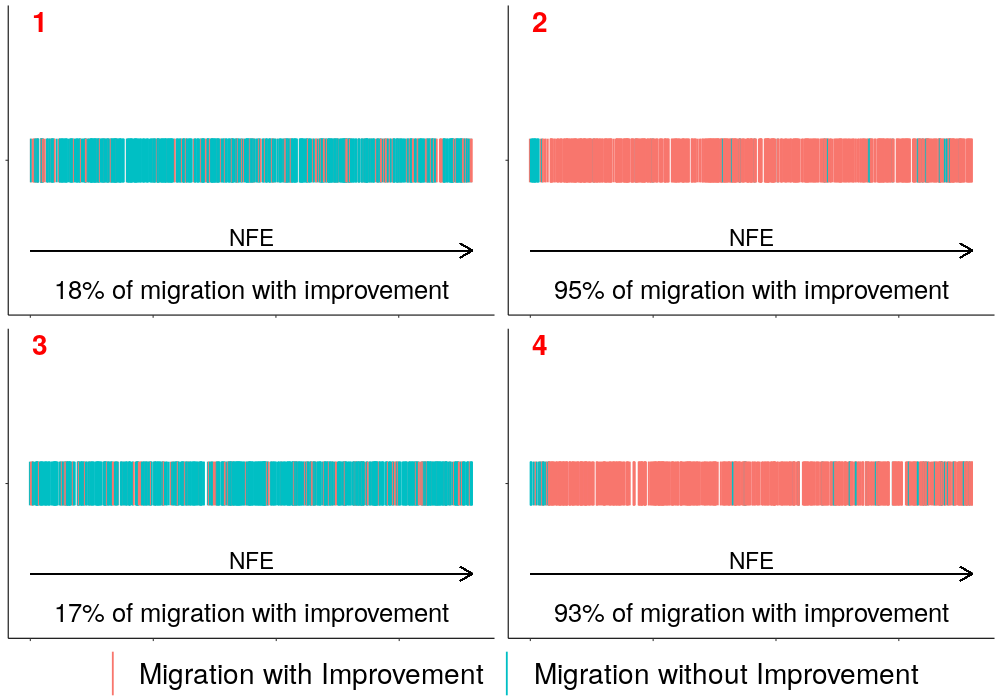 1
NFE
18% of migration with improvement
2
NFE
95% of migration with improvement
3
NFE
17% of migration with improvement
4
NFE
93% of migration with improvement
Migration with Improvement
Migration without Improvement